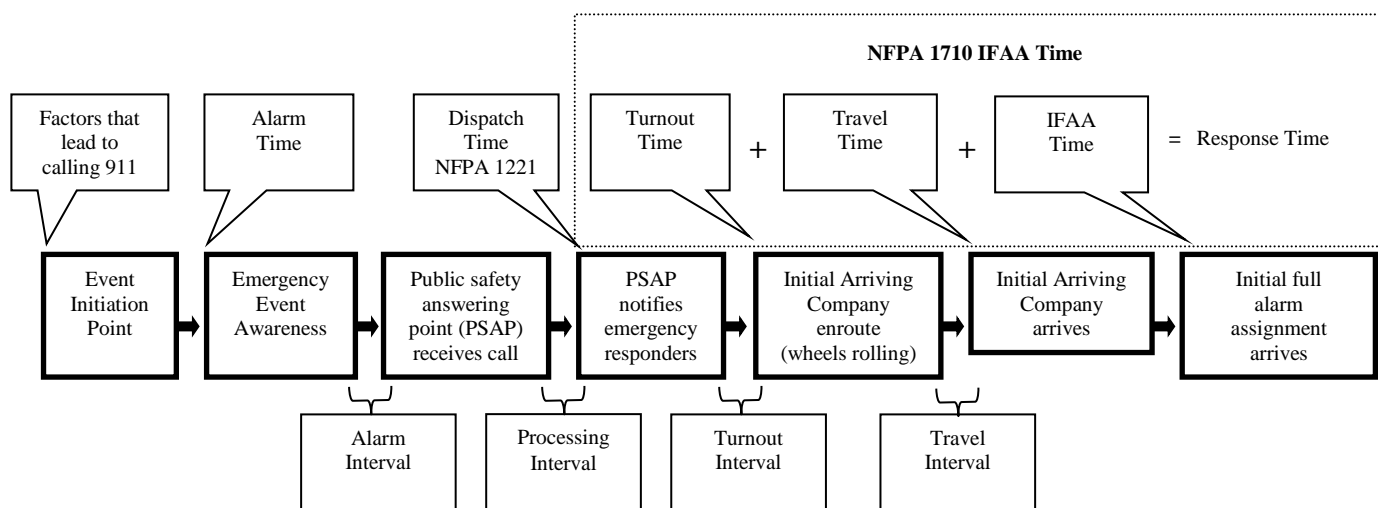 NFPA 1710 IFAA Time
Factors that
lead to
calling 911
Alarm
Time
Dispatch
Time
NFPA 1221
Turnout
Time
+
Travel
Time
+
IFAA
Time
= Response Time
Event
Initiation
Point
Emergency
Event
Awareness
Public safety
answering
point (PSAP)
receives call
PSAP
notifies
emergency
responders
Initial Arriving
Company
enroute
(wheels rolling)
Initial Arriving
Company
arrives
Initial full
alarm
assignment
arrives
Alarm
Interval
Processing
Interval
Turnout
Interval
Travel
Interval